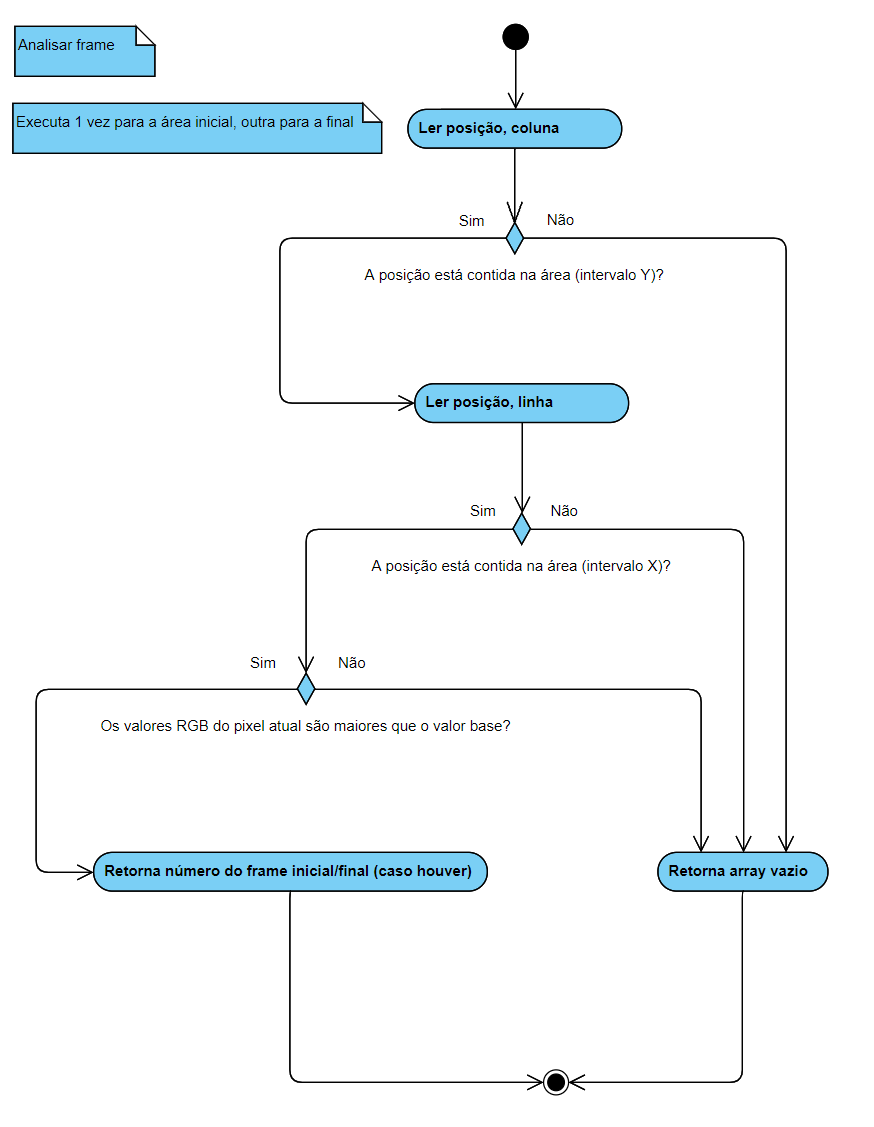 Analisar frame
Executa 1 vez para a área inicial, outra para a final
Ler posição, coluna
Sim
Não
A posição está contida na área (intervalo Y)?
Ler posição, linha
Sim
Não
A posição está contida na área (intervalo X)?
Sim
Não
Os valores RGB do pixel atual são maiores que o valor base?
Retorna número do frame inicial/final (caso houver)
Retorna array vazio